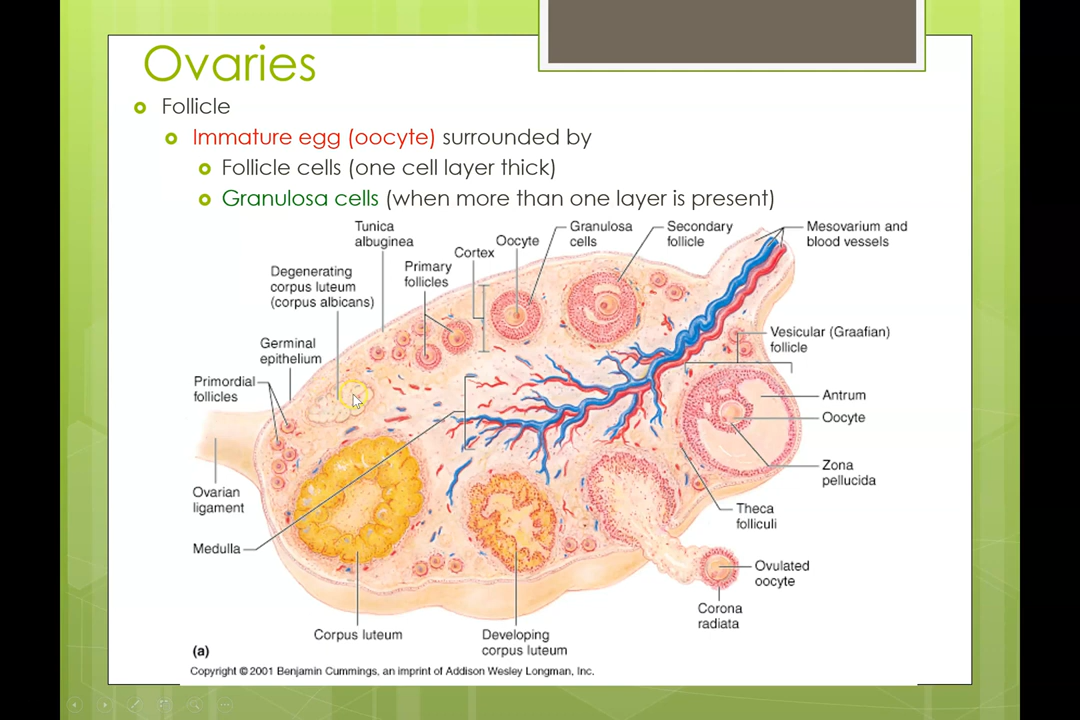 Ovaries
Follicle
Immature egg (oocyte) surrounded by
Follicle cells (one cell layer thick)
Granulosa cells (when more than one layer is present)
Tunica
albuginea
Granulosa
cells
Secondary
follicle
Mesovarium and
blood vessels
Oocyte
Cortex
Primary
follicles
Degenerating
corpus luteum
(corpus albicans)
Germinal
epithelium
Vesicular (Graafian)
follicle
Primordial
follicles
Antrum
Oocyte
Zona
pellucida
Ovarian
ligament
Theca
folliculi
Medulla
Ovulated
oocyte
Corona
radiata
Corpus luteum
Developing
corpus luteum
(a)
Copyright © 2001 Benjamin Cummings, an imprint of Addison Wesley Longman, Inc.